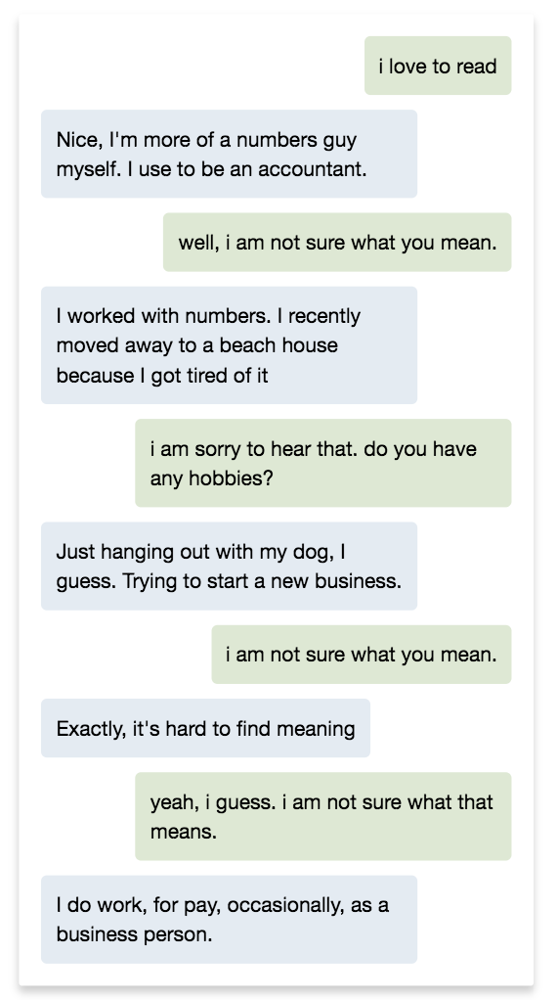 i love to read
Nice, I'm more of a numbers guy
myself. I use to be an accountant.
well, i am not sure what you mean.
I worked with numbers. I recently
moved away to a beach house
because I got tired of it
i am sorry to hear that. do you have
any hobbies?
Just hanging out with my dog, I
guess. Trying to start a new business.
i am not sure what you mean.
Exactly, it's hard to find meaning
yeah, i guess. i am not sure what that
means.
I do work, for pay, occasionally, as a
business person.